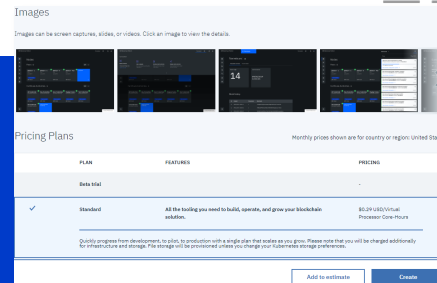 Images
Images can be screen captures, slides, or videos. Click an image to view the details.
14
Pricing Plans
Monthly prices shown are for country or region: United Sta
PLAN FEATURES PRICING
Beta trial -
Standard All the tooling you need to build, operate, and grow your blockchain $0.29 USD/Virtual
solution. Processor Core-Hours
Quickly progress from development, to pilot, to production with a single plan that scales as you grow. Please note that you will be charged additionally
for infrastructure and storage. File storage will be provisioned unless you change your Kubernetes storage preferences.
Add to estimate Create